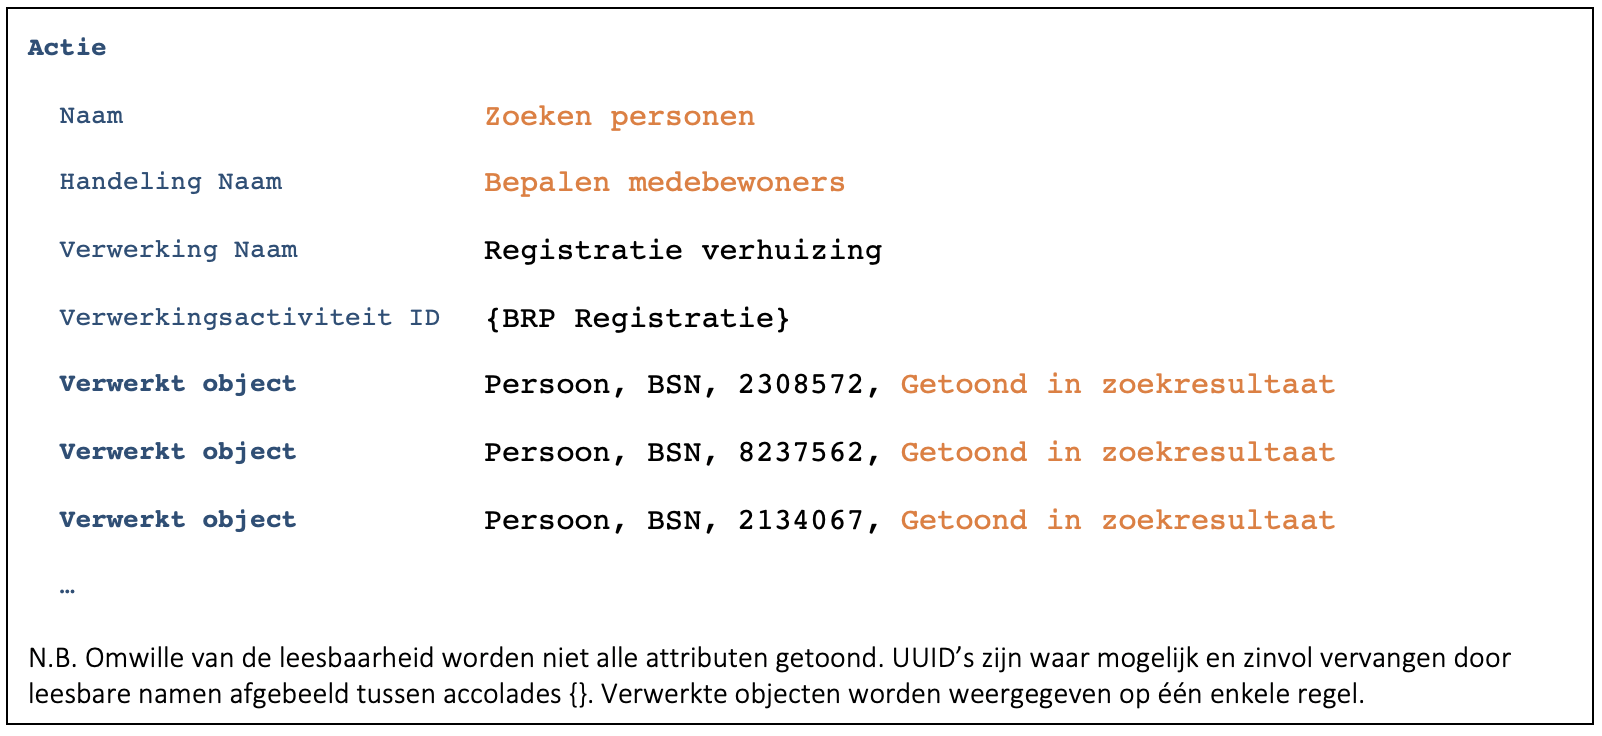 Actie
Naam Zoeken personen
Handeling Naam Bepalen medebewoners
Verwerking Naam Registratie verhuizing
Verwerkingsactiviteit ID {BRP Registratie}
Verwerkt object Persoon, BSN, 2308572, Getoond in zoekresultaat
Verwerkt object Persoon, BSN, 8237562, Getoond in zoekresultaat
Verwerkt object Persoon, BSN, 2134067, Getoond in zoekresultaat
…
N.B. Omwille van de leesbaarheid worden niet alle attributen getoond. UUID’s zijn waar mogelijk en zinvol vervangen door
leesbare namen afgebeeld tussen accolades {}. Verwerkte objecten worden weergegeven op één enkele regel.